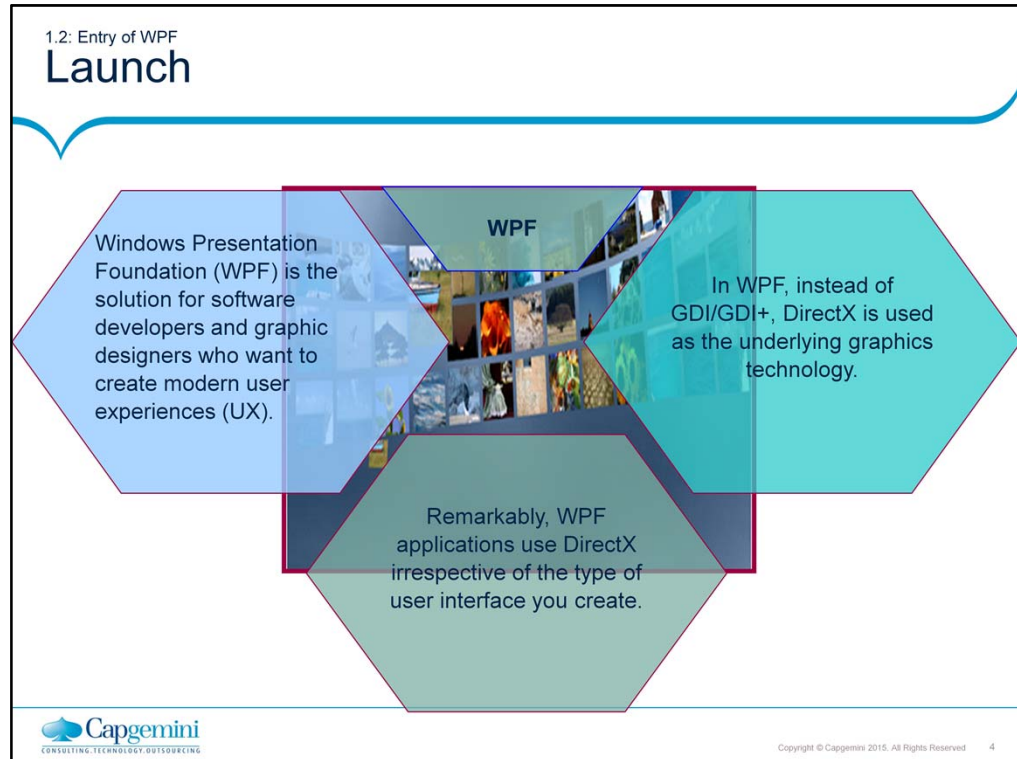 1.2: Entry of WPF
Launch
WPF
Windows Presentation
Foundation (WPF) is the
solution for software
developers and graphic
designers who want to
create modern user
experiences (UX).
In WPF, instead of
GDI/GDI+, DirectX is used
as the underlying graphics
technology.
Remarkably, WPF
applications use DirectX
irrespective of the type of
user interface you create.
Capgemini
CONSULTING.TECHNOLOGY.OUTSOURCING
Copyright © Capgemini 2015. All Rights Reserved 4